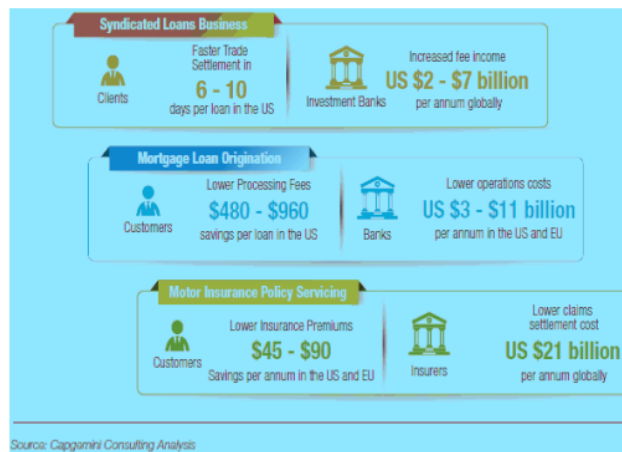 Syndicated Loans Business
Faster Trade
Settlement in
6 - 10
days per loan in the US
Clients
Increased fee income
US $2 - $7 billion
per annum globally
Investment Banks
Mortgage Loan Origination
Lower Processing Fees
$480 - $960
savings per loan in the US
Customers
Lower operations costs
US $3 - $11 billion
per annum in the US and EU
Banks
Motor Insurance Policy Servicing
Lower Insurance Premiums
$45 - $90
Savings per annum in the US and EU
Customers
Lower claims
settlement cost
US $21 billion
per annum globally
Insurers
Source: Capgemini Consulting Analysis